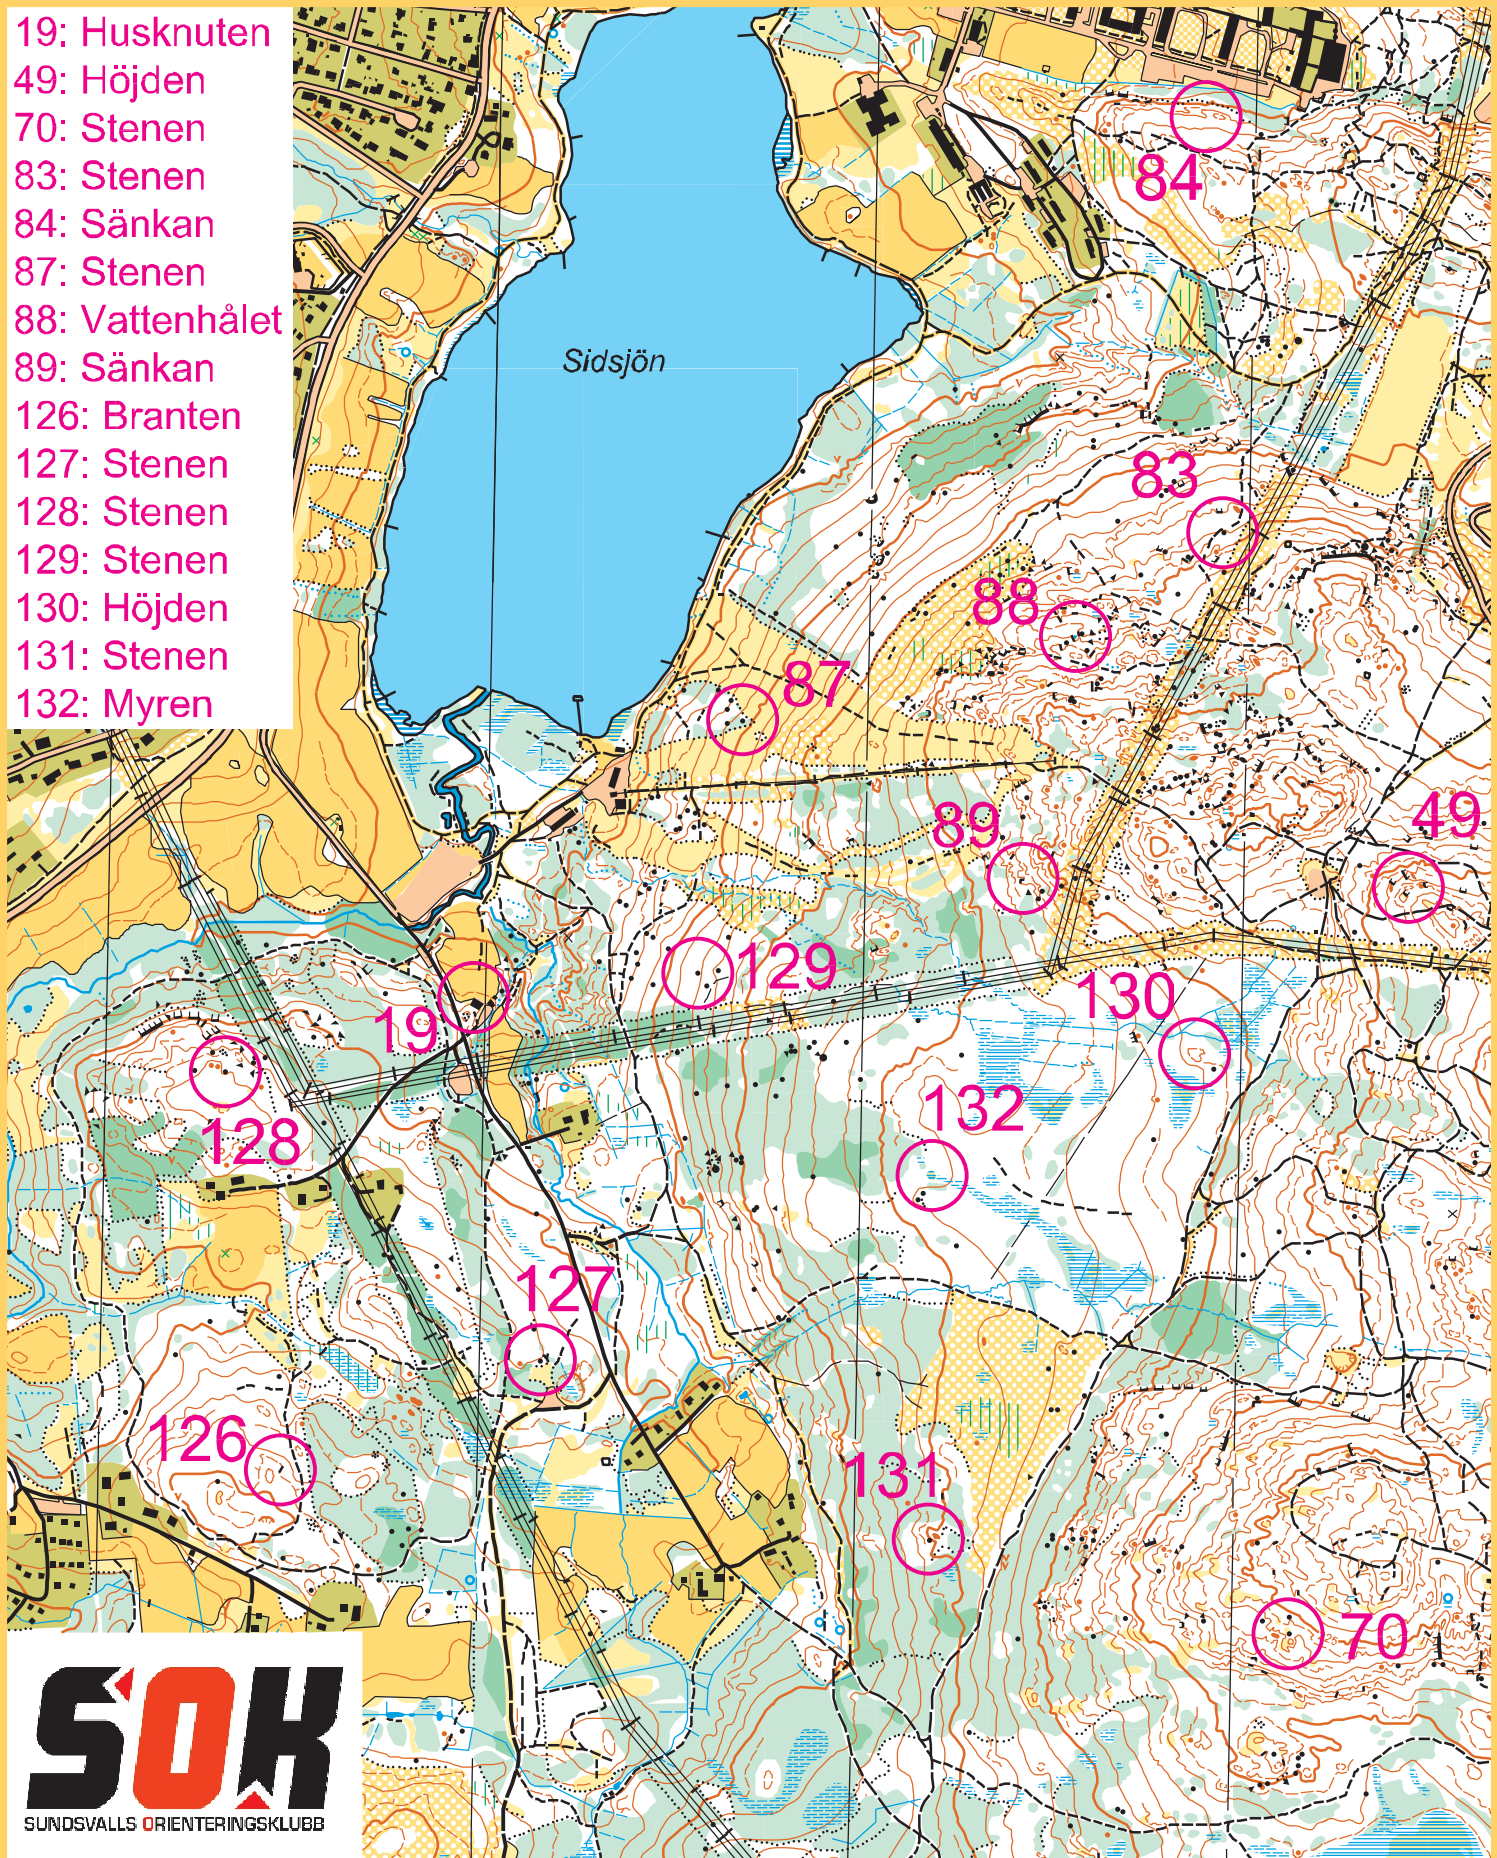 19: Husknuten
49: Höjden
70: Stenen
83: Stenen
84: Sänkan
87: Stenen
88: Vattenhålet
89: Sänkan
126: Branten
127: Stenen
128: Stenen
129: Stenen
130: Höjden
131: Stenen
132: Myren
84
Sidsjön
83
88
87
89
49
129
130
19
132
128
127
126
131
70
SOK
SUNDSVALLS ORIENTERINGSKLUBB